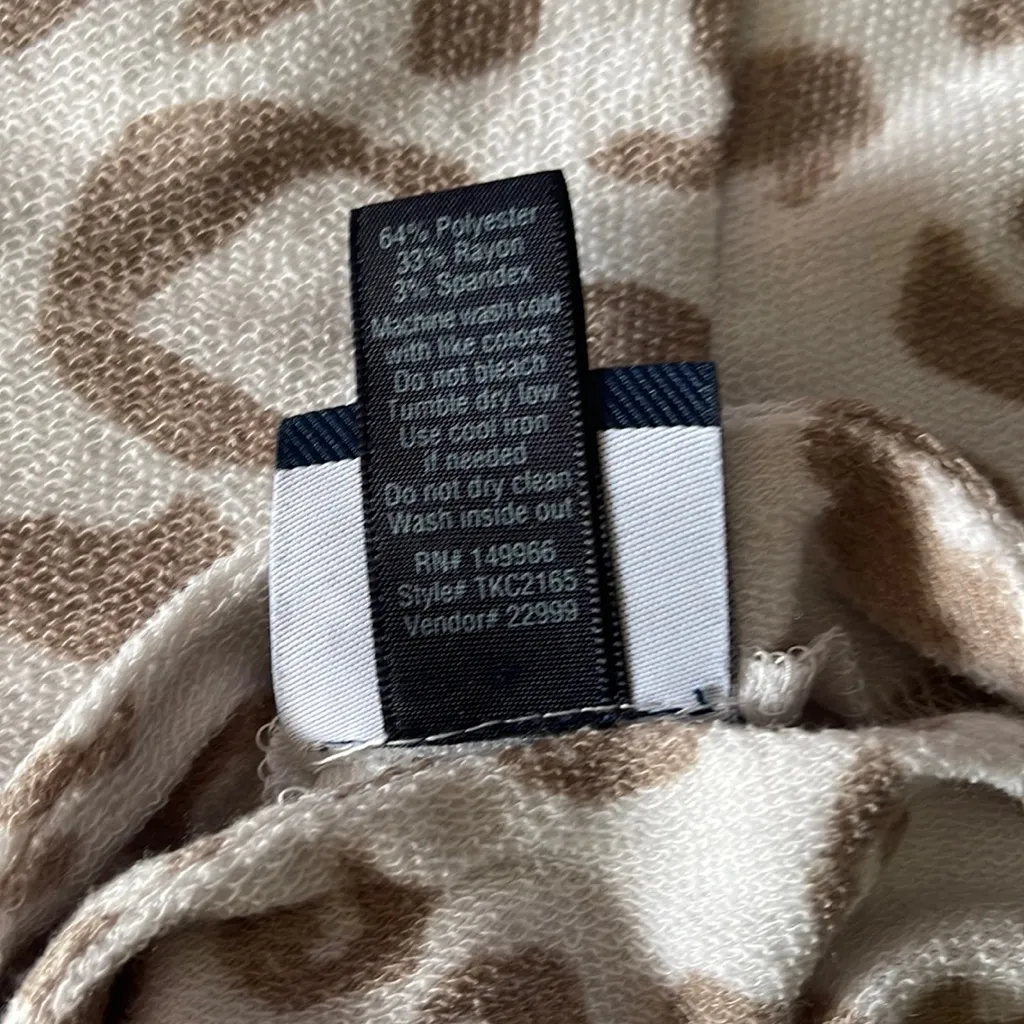 64% Polyester
33% Rayon
3% Spandex
Machine wash cold
with like colors
Do not bleach
Tumble dry low
Use cool iron
if needed
Do not dry clean
Wash inside out
RN# 149966
Style# TKC2165
Vendor# 22999